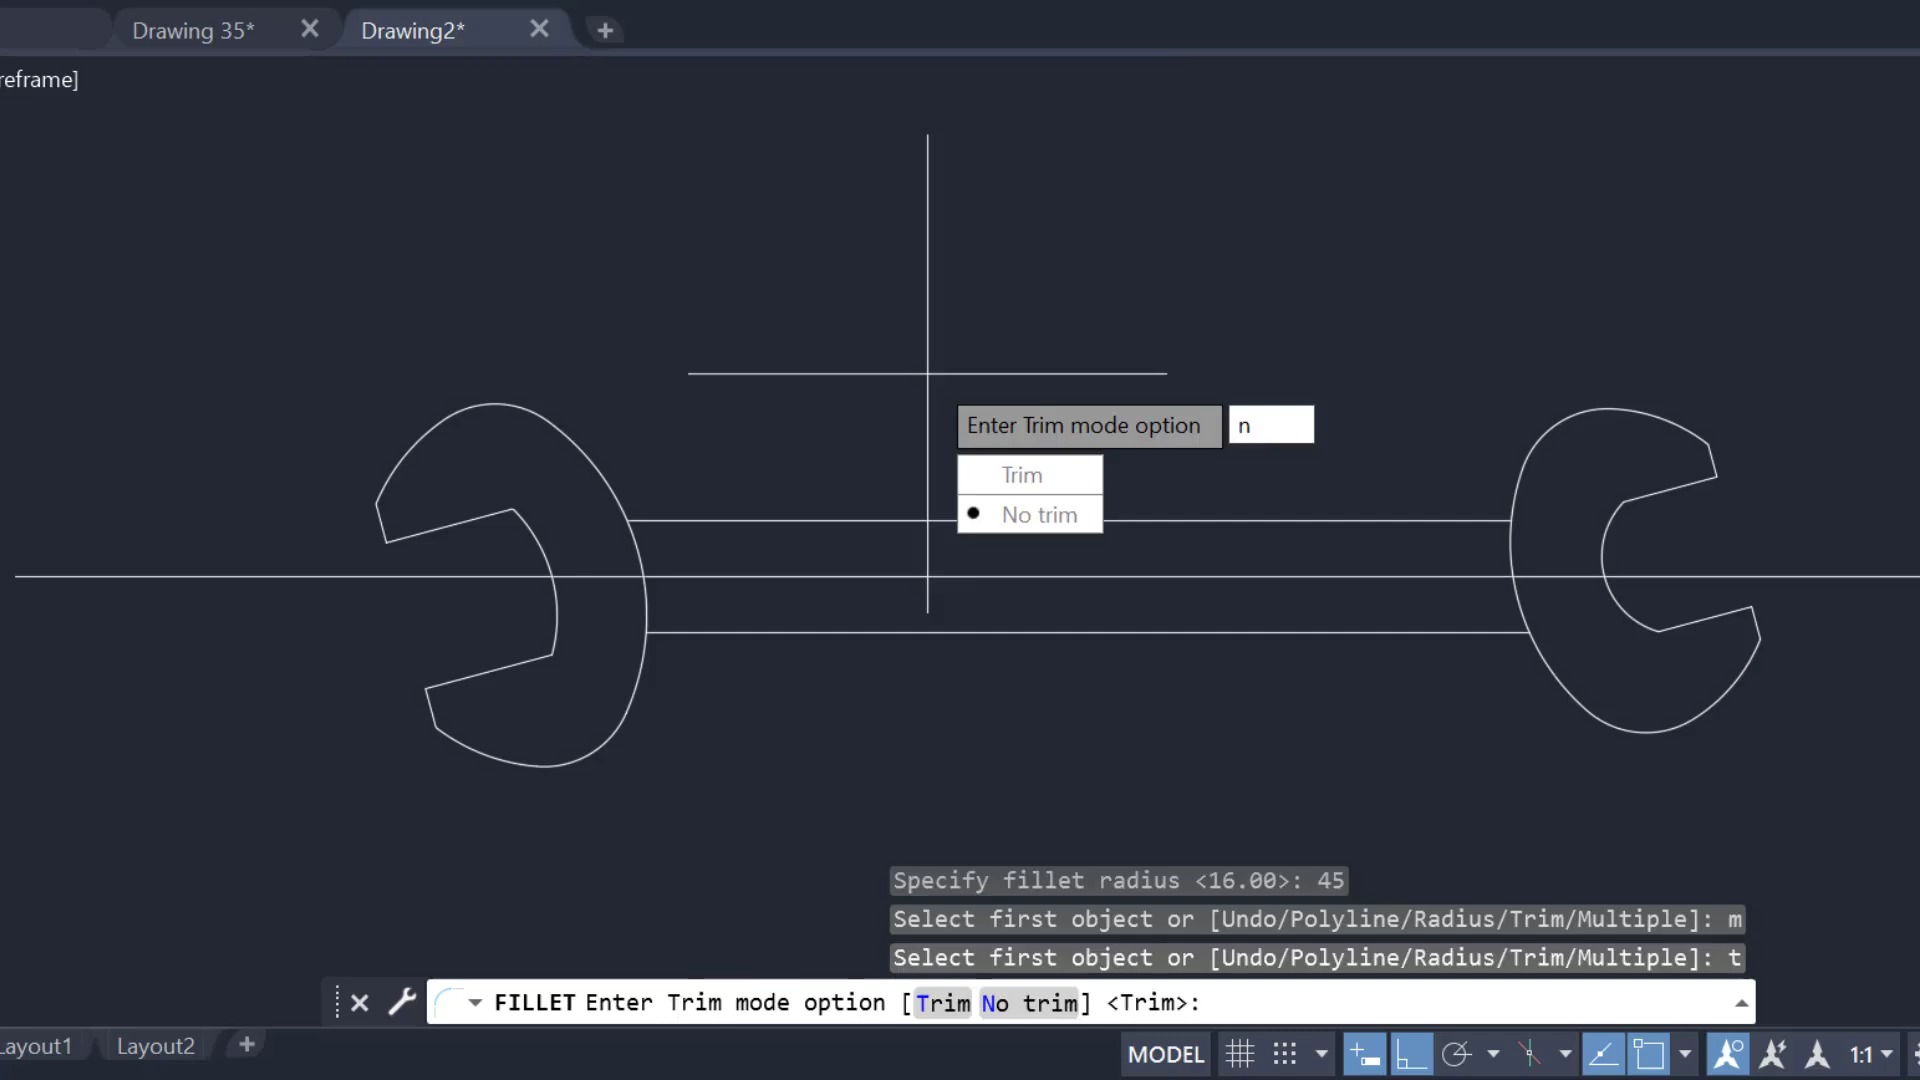 Drawing 35*
Drawing2*
reframe]
Enter Trim mode option n
Trim
No trim
Specify fillet radius <16.00>: 45
Select first object or [Undo/Polyline/Radius/Trim/Multiple]: m
Select first object or [Undo/Polyline/Radius/Trim/Multiple]: t
FILLET Enter Trim mode option [Trim No trim] <Trim>:
Layout1 Layout2
MODEL 1:1